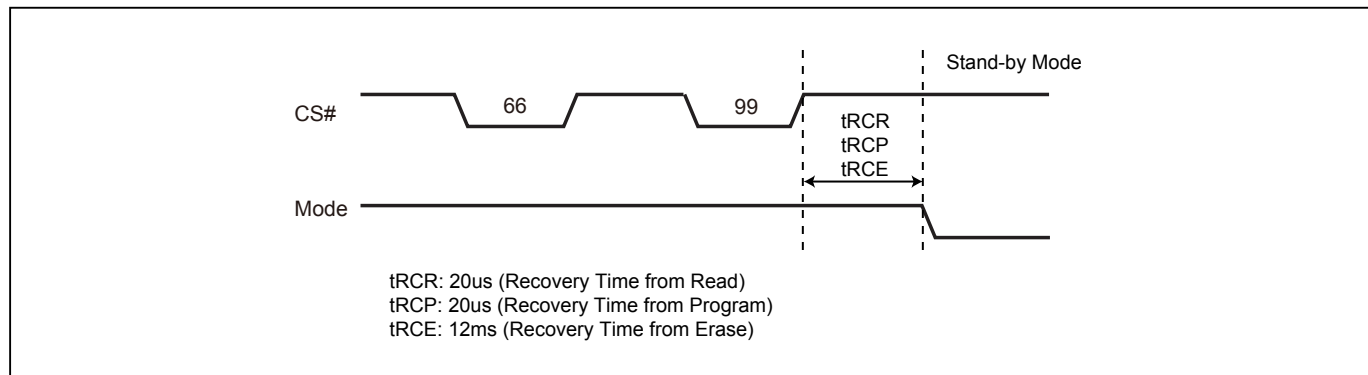 Stand-by Mode
CS#
66
99
tRCR
tRCP
tRCE
Mode
tRCR: 20us (Recovery Time from Read)
tRCP: 20us (Recovery Time from Program)
tRCE: 12ms (Recovery Time from Erase)